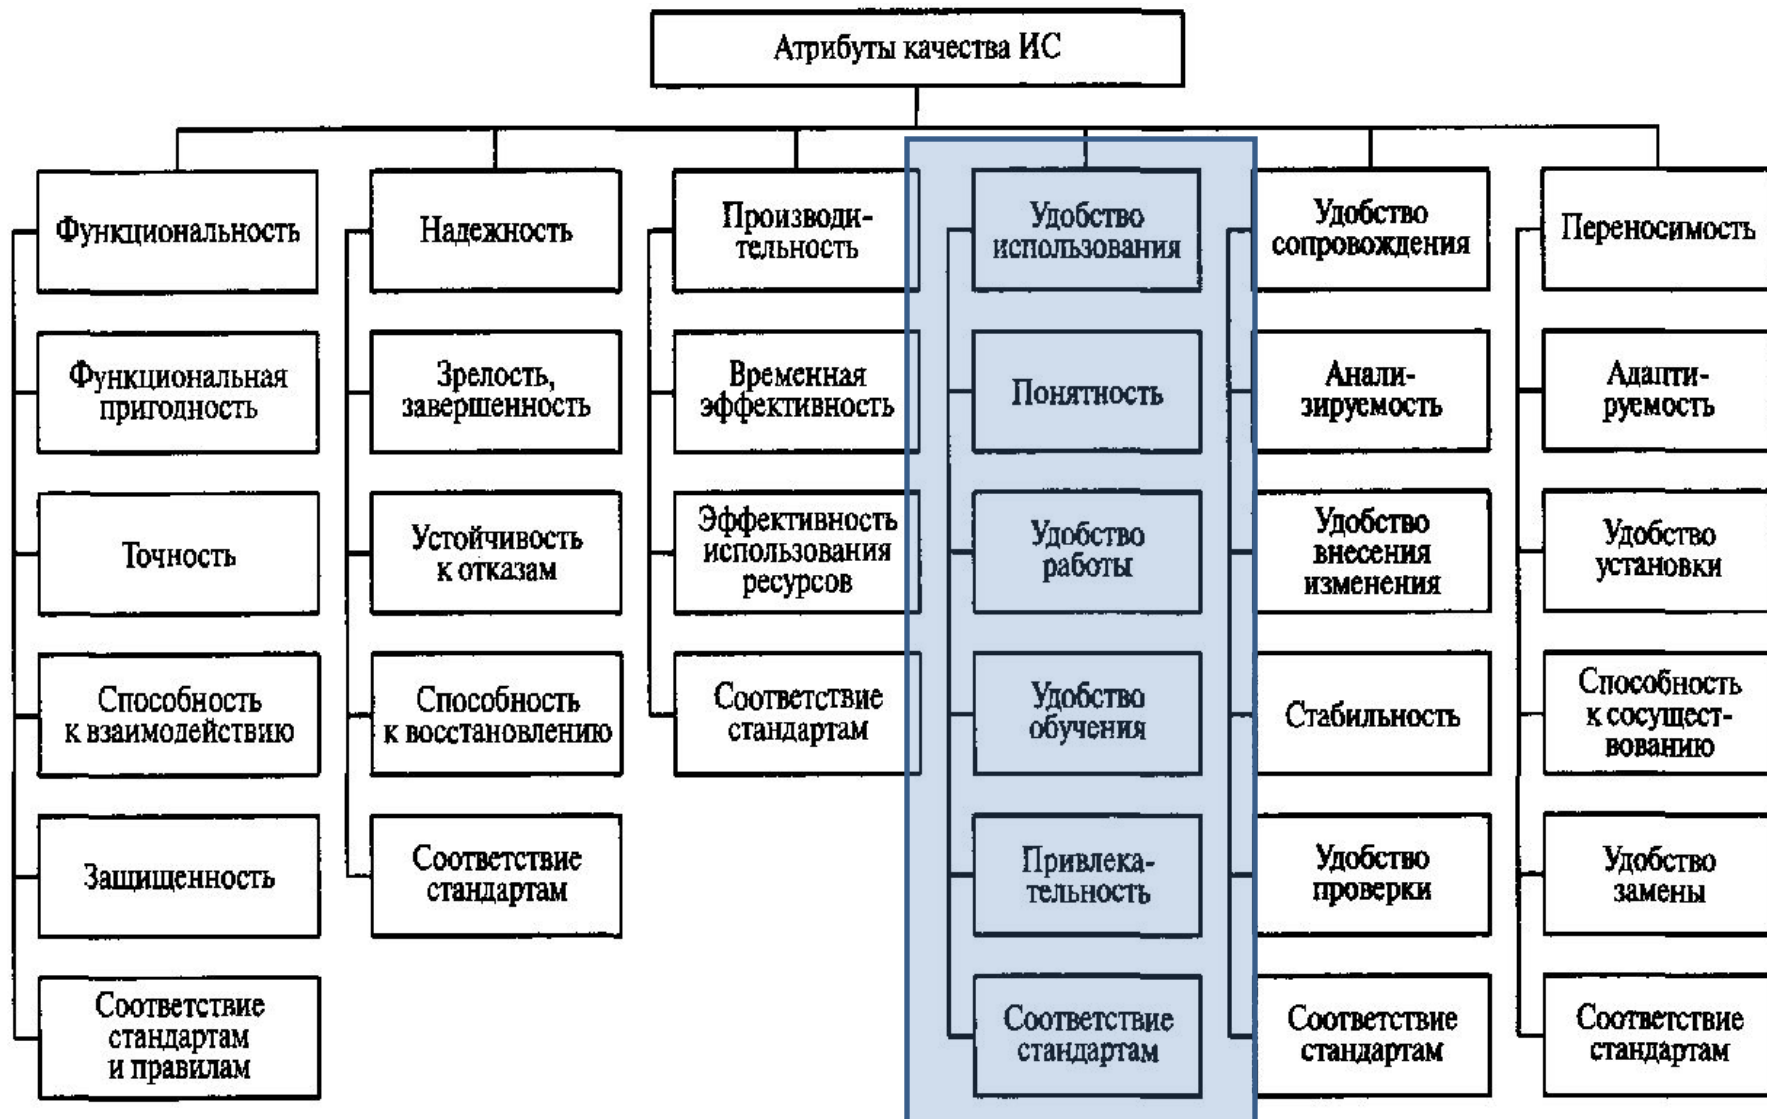 Атрибуты качества ИС
Функциональность
Надежность
Производи-
тельность
Удобство
использования
Удобство
сопровождения
Переносимость
Функциональная
пригодность
Зрелость,
завершенность
Временная
эффективность
Понятность
Анали-
зируемость
Адапти-
руемость
Точность
Устойчивость
к отказам
Эффективность
использования
ресурсов
Удобство
работы
Удобство
внесения
изменения
Удобство
установки
Способность
к взаимодействию
Способность
к восстановлению
Соответствие
стандартам
Удобство
обучения
Стабильность
Способность
к сосущест-
вованию
Защищенность
Соответствие
стандартам
Привлека-
тельность
Удобство
проверки
Удобство
замены
Соответствие
стандартам
и правилам
Соответствие
стандартам
Соответствие
стандартам
Соответствие
стандартам